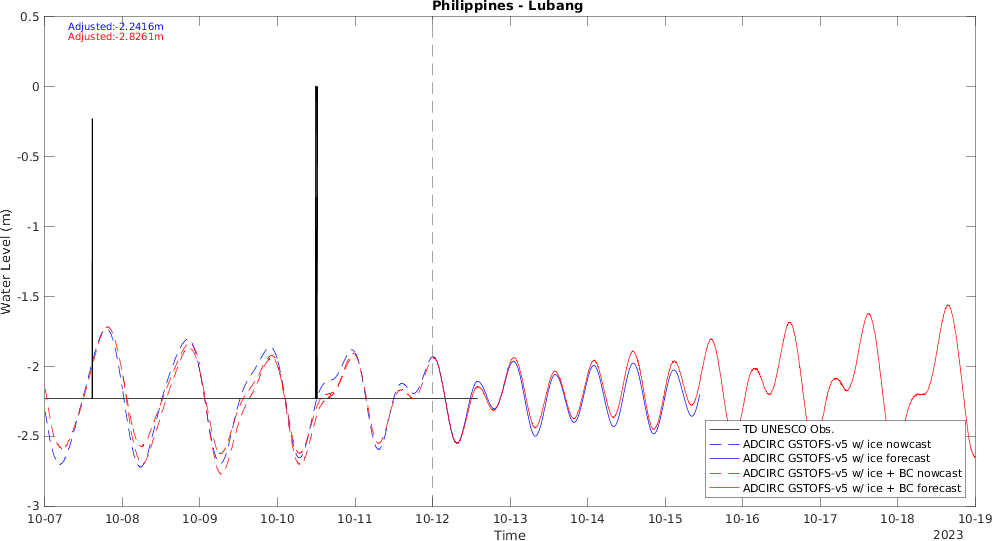 Philippines - Lubang
Adjusted:-2.2416m
Adjusted:-2.8261m
Water Level (m)
0.5
0
-0.5
-1
-1.5
-2
-2.5
-3
TD UNESCO Obs.
ADCIRC GSTOFS-v5 w/ ice nowcast
ADCIRC GSTOFS-v5 w/ ice forecast
ADCIRC GSTOFS-v5 w/ ice + BC nowcast
ADCIRC GSTOFS-v5 w/ ice + BC forecast
10-07 10-08 10-09 10-10 10-11 10-12 10-13 10-14 10-15 10-16 10-17 10-18 10-19
Time
2023